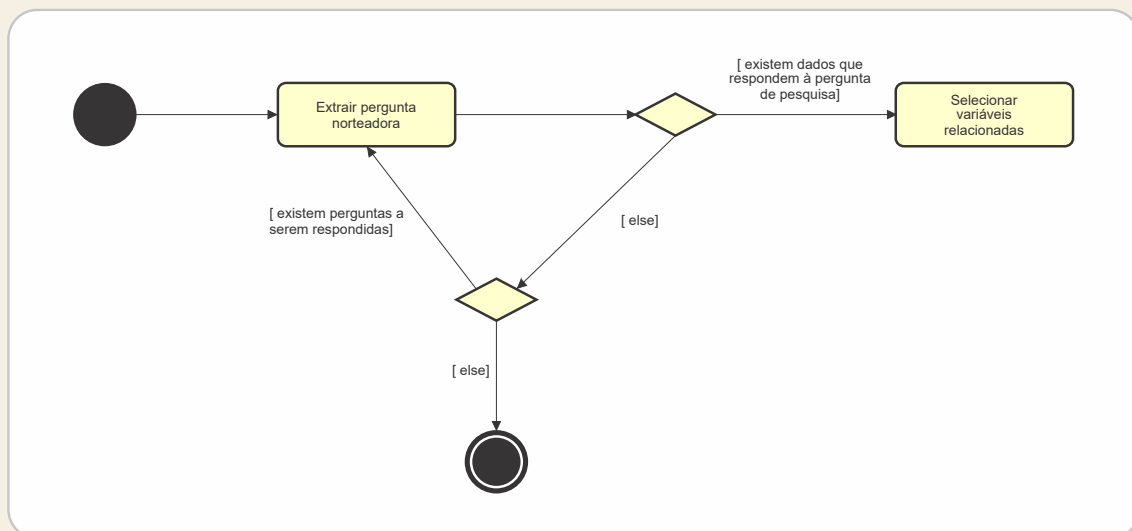 Extrair pergunta
norteadora
[ existem dados que
respondem à pergunta
de pesquisa]
Selecionar
variáveis
relacionadas
[ existem perguntas a
serem respondidas]
[ else]
[ else]